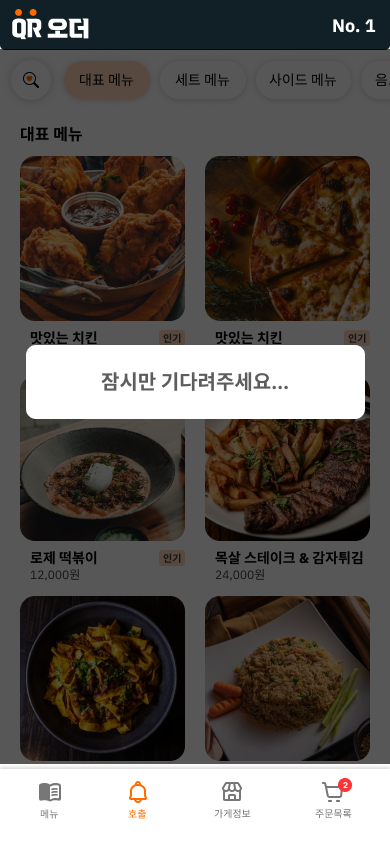 QR 오더
No. 1
대표 메뉴
세트 메뉴
사이드 메뉴
음
대표 메뉴
맛있는 치킨
인기
맛있는 치킨
인기
잠시만 기다려주세요...
로제 떡볶이
인기
12,000원
목살 스테이크 & 감자튀김
24,000원
메뉴
호출
가게정보
2
주문목록